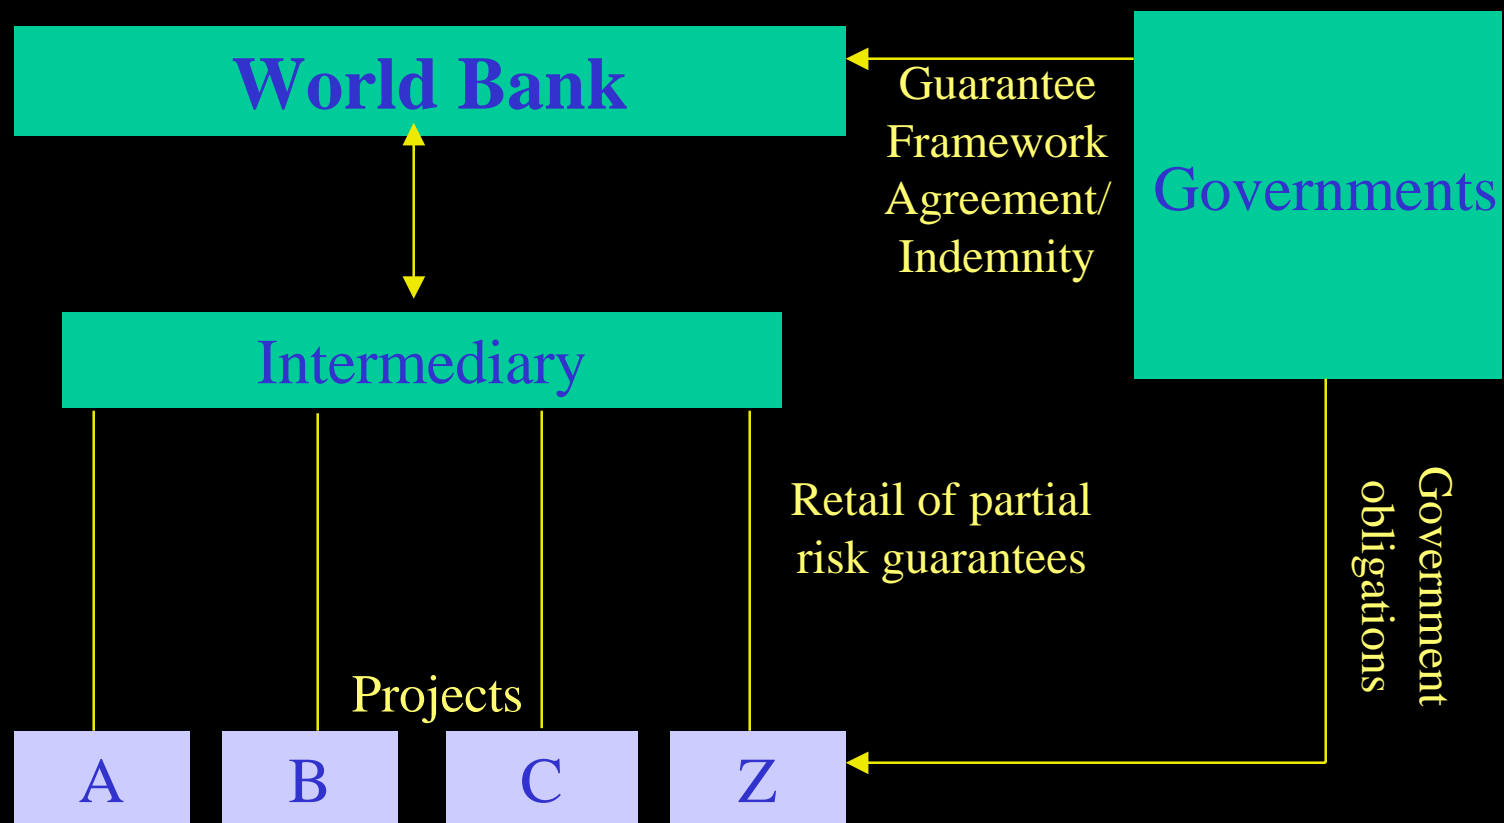 World Bank
Guarantee
Framework
Agreement/
Indemnity
Governments
Intermediary
Retail of partial
risk guarantees
Government
obligations
Projects
A
B
C
Z